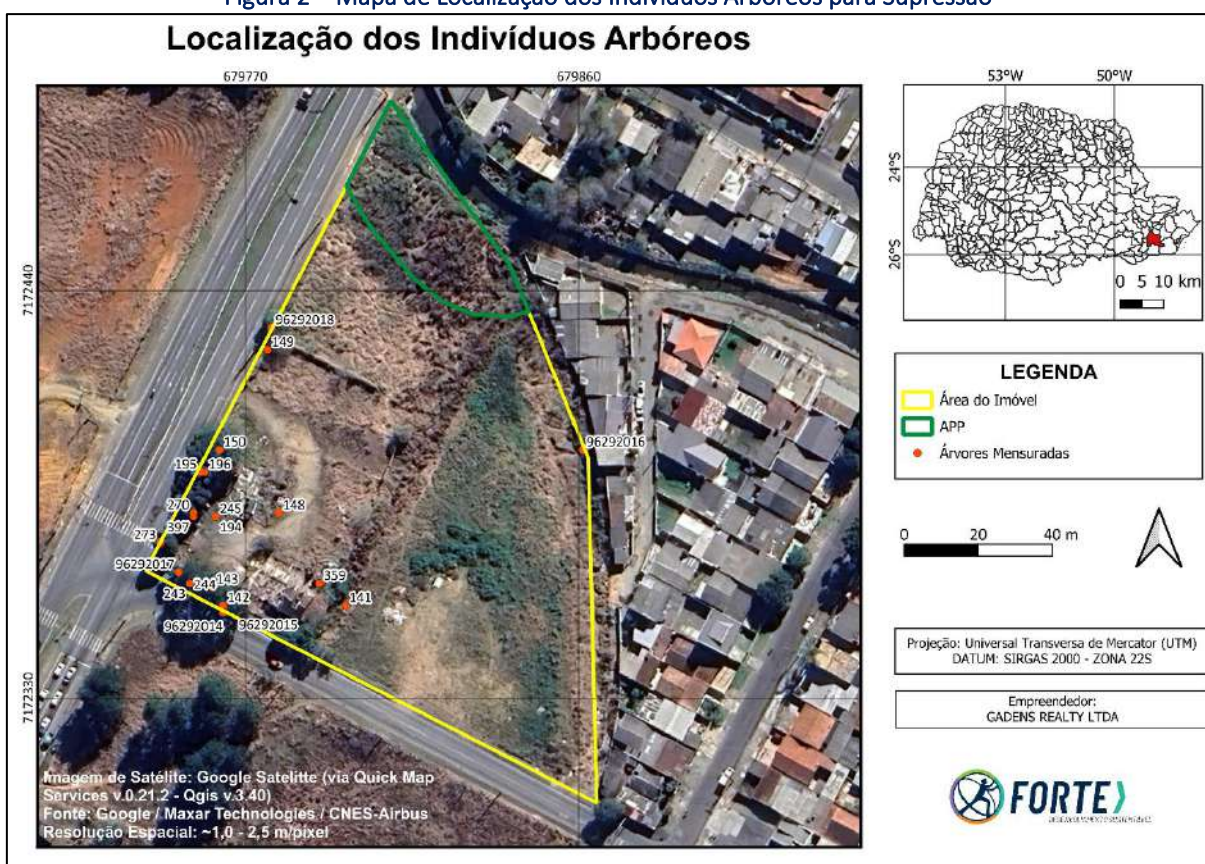 Figura 2 – Mapa de Localização dos Indivíduos Arbóreos para Supressão
Localização dos Indivíduos Arbóreos
679770
679860
7172440
7172330
96292018
149
150
195
196
270
245
148
397
194
273
96292017
244
143
359
243
142
141
96292014
96292015
96292016
Imagem de Satélite: Google Satelitte (via Quick Map
Services v.0.21.2 - Qgis v.3.40)
Fonte: Google / Maxar Technologies / CNES-Airbus
Resolução Espacial: ~1,0 - 2,5 m/pixel
53°W
50°W
24°S
26°S
0 5 10 km
LEGENDA
Área do Imóvel
APP
Árvores Mensuradas
0 20 40 m
Projeção: Universal Transversa de Mercator (UTM)
DATUM: SIRGAS 2000 - ZONA 22S
Empreendedor:
GADENS REALTY LTDA
FORTE